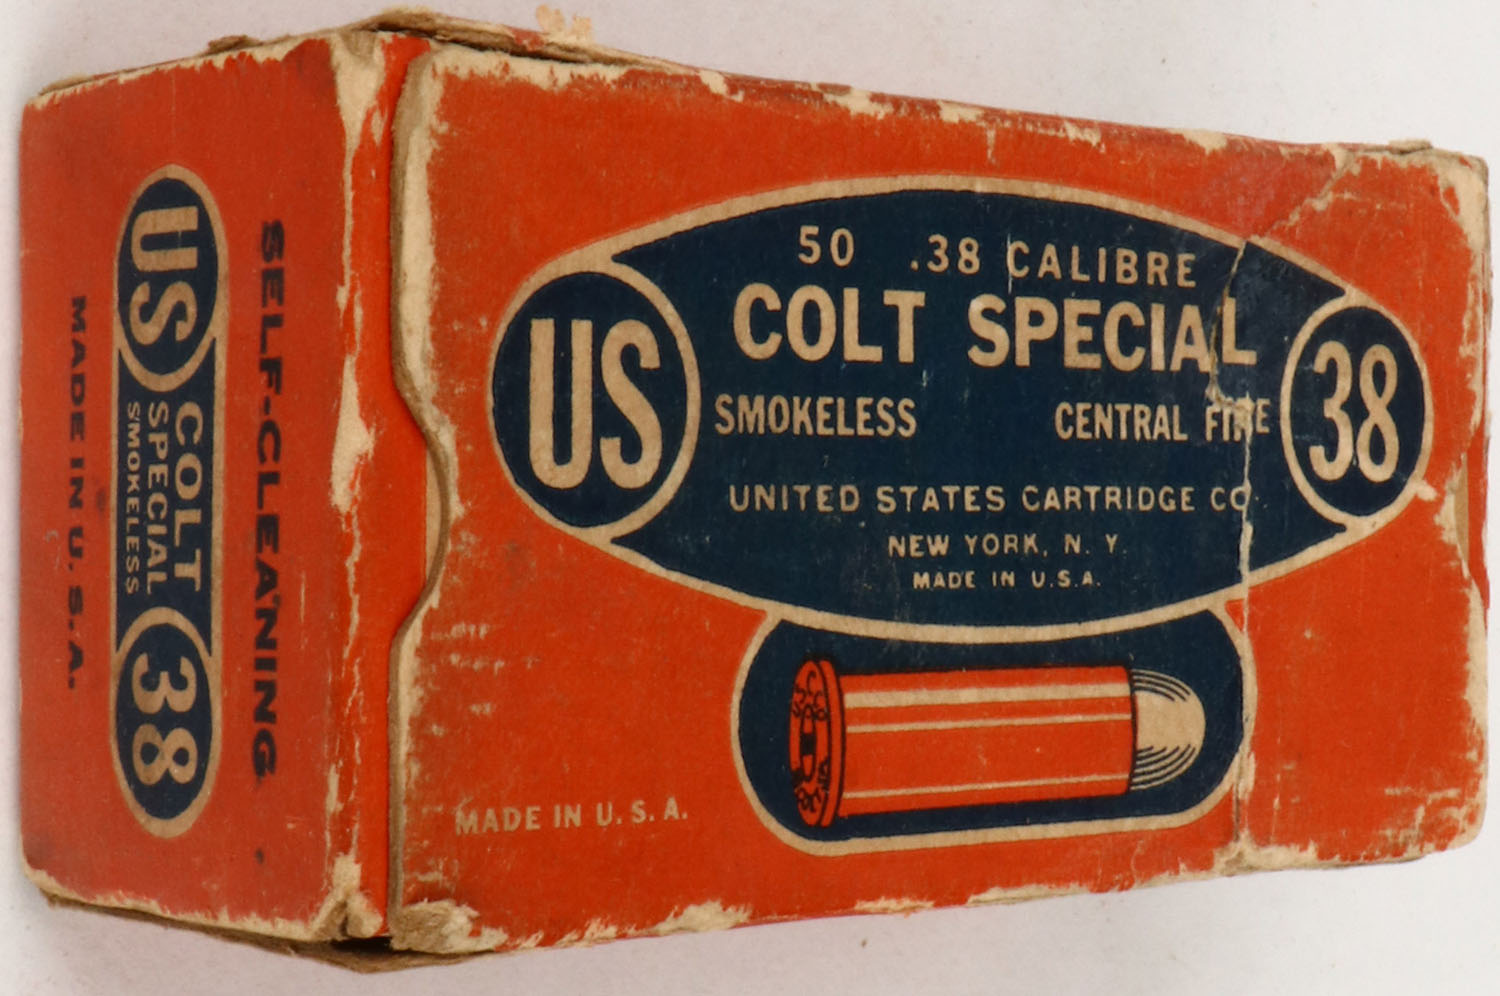 50 .38 CALIBRE
COLT SPECIAL
US
38
SMOKELESS CENTRAL FIRE
UNITED STATES CARTRIDGE CO.
NEW YORK, N. Y.
MADE IN U.S.A.
MADE IN U.S.A.
SELF-CLEANING
US
COLT
SPECIAL
SMOKELESS
38
MADE IN U.S.A.